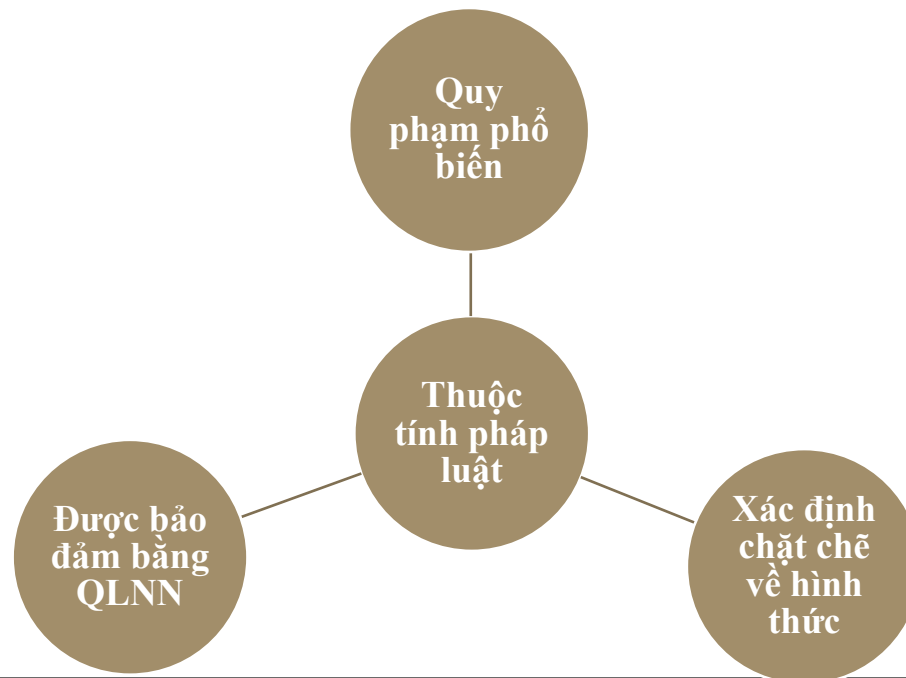 Quy
phạm phổ
biến
Thuộc
tính pháp
luật
Được bảo
đảm bằng
QLNN
Xác định
chặt chẽ
về hình
thức